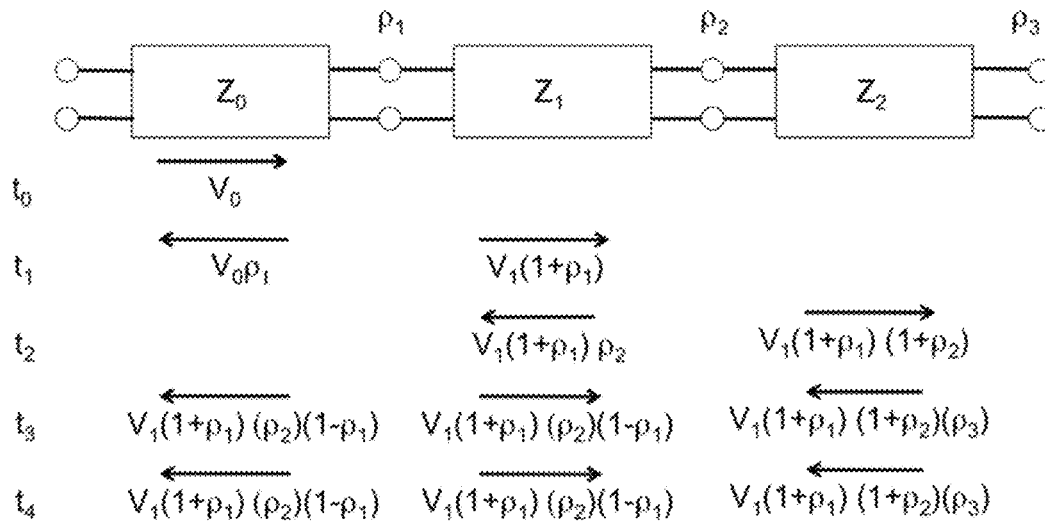 ρ₁ ρ₂ ρ₃
Z₀ Z₁ Z₂
t₀ V₀
t₁ V₀ρ₁ V₁(1+ρ₁)
t₂ V₁(1+ρ₁) ρ₂ V₁(1+ρ₁) (1+ρ₂)
t₃ V₁(1+ρ₁) (ρ₂)(1-ρ₁) V₁(1+ρ₁) (ρ₂)(1-ρ₁) V₁(1+ρ₁) (1+ρ₂)(ρ₃)
t₄ V₁(1+ρ₁) (ρ₂)(1-ρ₁) V₁(1+ρ₁) (ρ₂)(1-ρ₁) V₁(1+ρ₁) (1+ρ₂)(ρ₃)